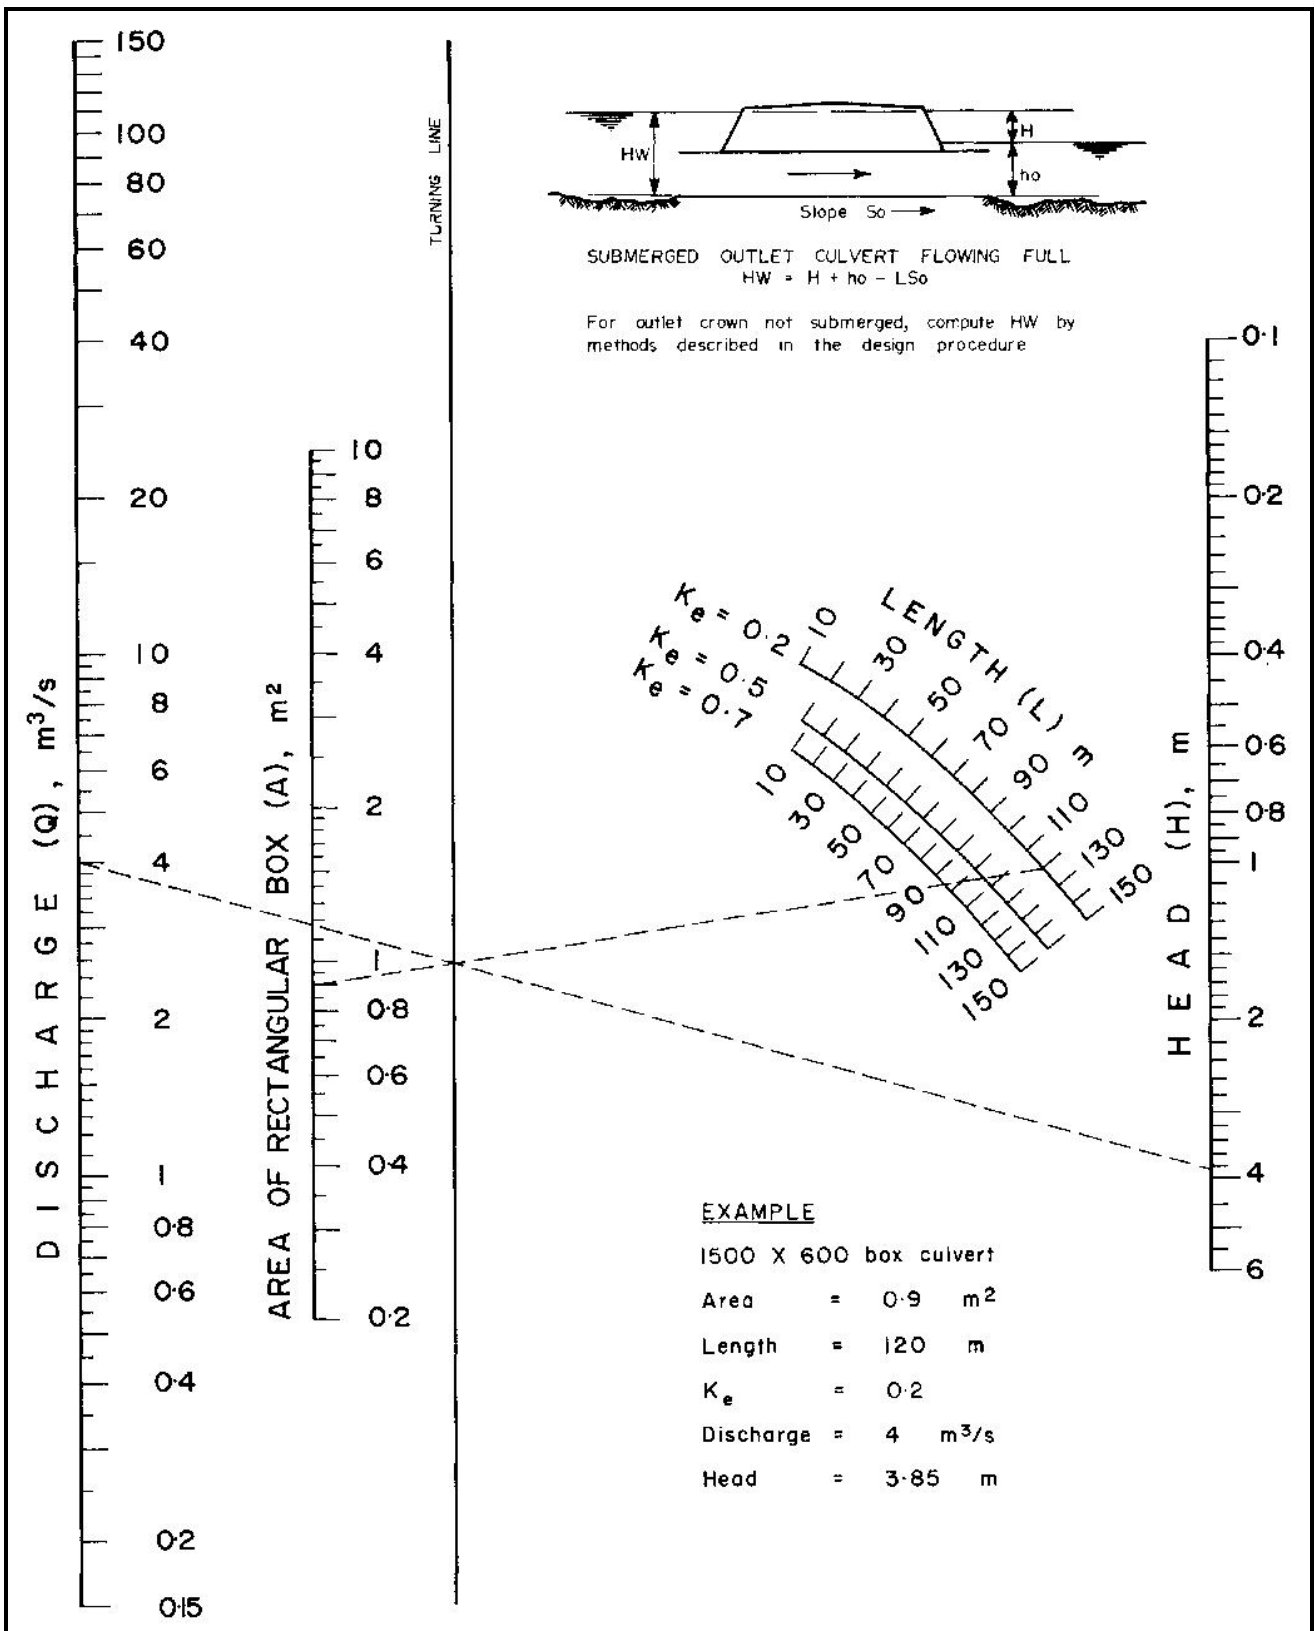 150
100
80
60
40
20
10
8
6
4
2
1
0·8
0·6
0·4
0·2
0·15
DISCHARGE (Q), m³/s
10
8
6
4
2
1
0·8
0·6
0·4
0·2
AREA OF RECTANGULAR BOX (A), m²
TURNING LINE
HW
H
ho
Slope So
SUBMERGED OUTLET CULVERT FLOWING FULL
HW = H + ho - LSo
For outlet crown not submerged, compute HW by
methods described in the design procedure
Ke = 0·2
Ke = 0·5
Ke = 0·7
LENGTH (L) m
10
30
50
70
90
110
130
150
10
30
50
70
90
110
130
150
0·1
0·2
0·4
0·6
0·8
1
2
4
6
HEAD (H), m
EXAMPLE
1500 X 600 box culvert
Area = 0·9 m²
Length = 120 m
Ke = 0·2
Discharge = 4 m³/s
Head = 3·85 m